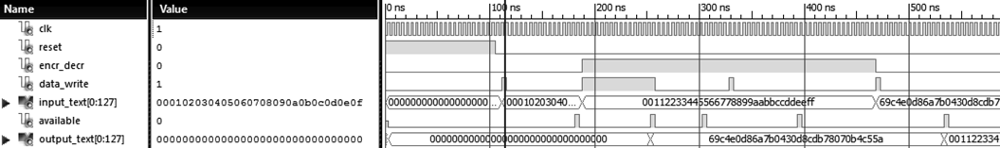 Name Value 0 ns 100 ns 200 ns 300 ns 400 ns 500 ns
clk 1
reset 0
encr_decr 0
data_write 1
input_text[0:127] 000102030405060708090a0b0c0d0e0f 000000000000000000... 00010203040... 00112233445566778899aabbccddeeff 69c4e0d86a7b0430d8cdb7
available 0
output_text[0:127] 00000000000000000000000000000000 00000000000000000000000000000000 69c4e0d86a7b0430d8cdb78070b4c55a 001122334